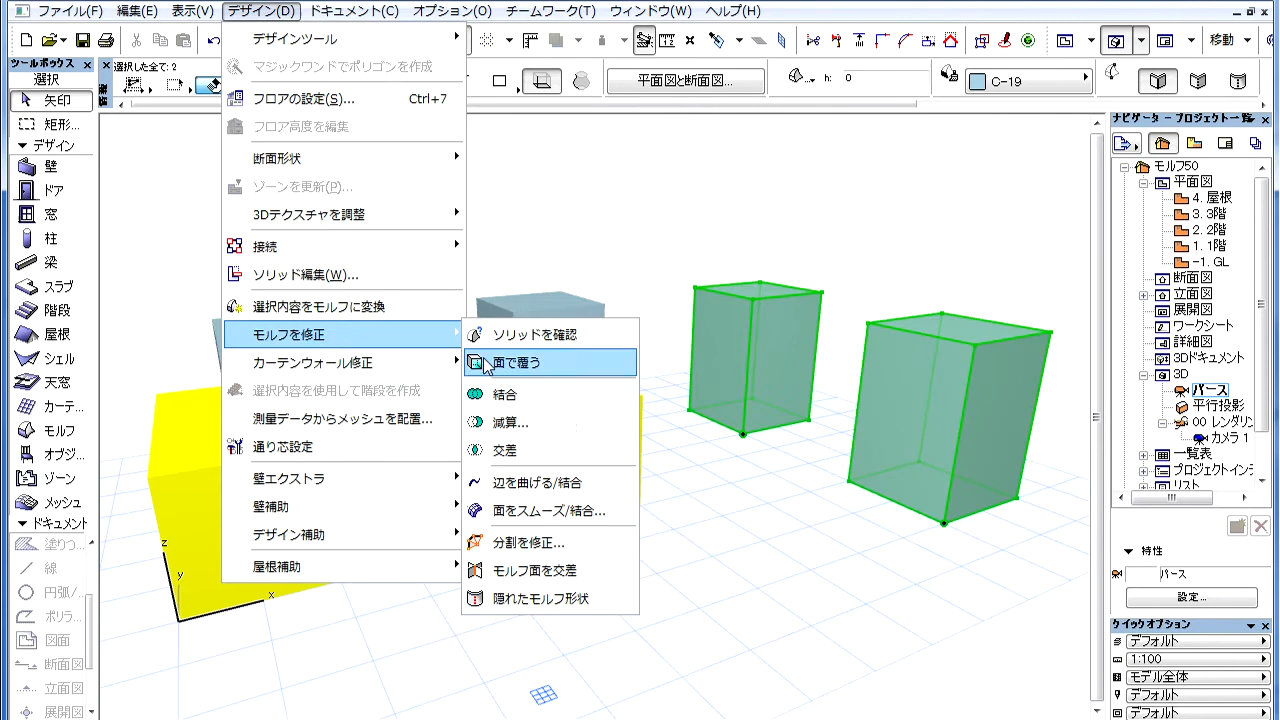 ファイル(F) 編集(E) 表示(V) デザイン(D) ドキュメント(C) オプション(O) チームワーク(T) ウィンドウ(W) ヘルプ(H)
移動
ツールボックス
選択
矢印
矩形...
デザイン
壁
ドア
窓
柱
梁
スラブ
階段
屋根
シェル
天窓
カーテ...
モルフ
オブジ...
ゾーン
メッシュ
ドキュメント
塗りつ...
線
円弧/...
ポリラ...
図面
断面図
立面図
展開図
選択した全て: 2
平面図と断面図...
h:
0
C-19
デザインツール
マジックワンドでポリゴンを作成
フロアの設定(S)... Ctrl+7
フロア高度を編集
断面形状
ゾーンを更新(P)...
3Dテクスチャを調整
接続
ソリッド編集(W)...
選択内容をモルフに変換
モルフを修正
カーテンウォール修正
選択内容を使用して階段を作成
測量データからメッシュを配置...
通り芯設定
壁エクストラ
壁補助
デザイン補助
屋根補助
ソリッドを確認
面で覆う
結合
減算...
交差
辺を曲げる/結合
面をスムーズ/結合...
分割を修正...
モルフ面を交差
隠れたモルフ形状
z
y
x
ナビゲータ - プロジェクト一覧
モルフ50
平面図
4. 屋根
3. 3階
2. 2階
1. 1階
-1. GL
断面図
立面図
展開図
ワークシート
詳細図
3Dドキュメント
3D
パース
平行投影
00 レンダリン
カメラ 1
一覧表
プロジェクトイン
リスト
特性
パース
設定...
クイックオプション
デフォルト
1:100
モデル全体
デフォルト
デフォルト